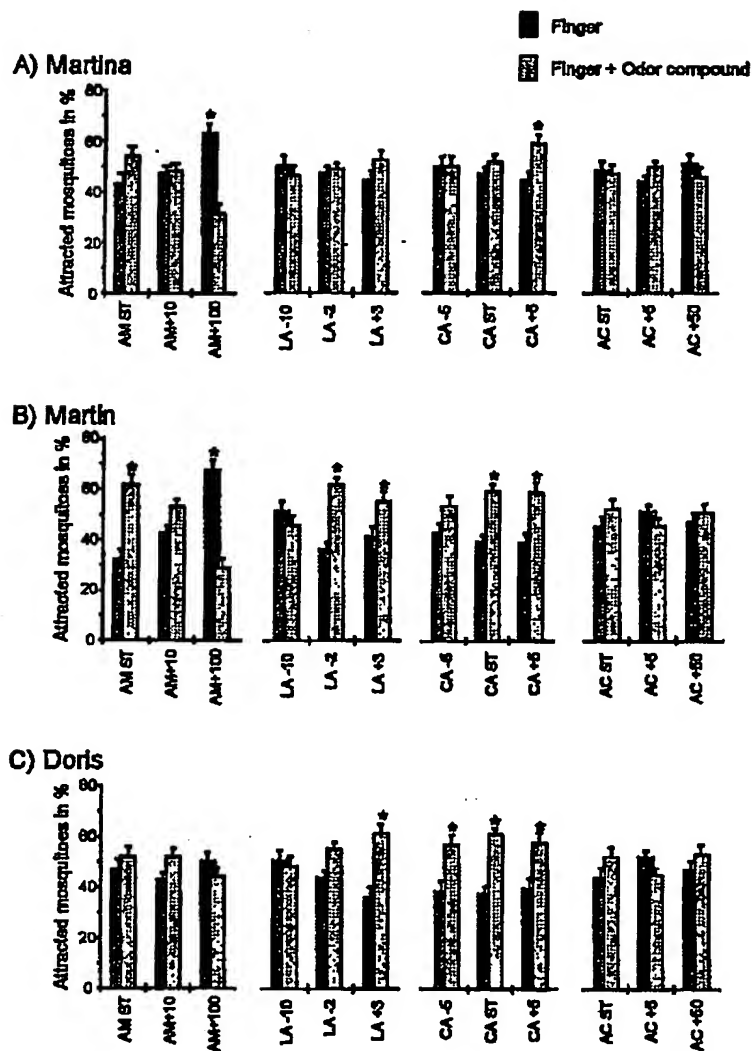 Finger
Finger + Odor compound
A) Martina
Attracted mosquitoes in %
80
60
40
20
0
AM ST
AM+10
AM+100
LA -10
LA -2
LA +3
CA -5
CA ST
CA +5
AC ST
AC +5
AC +50
B) Martin
Attracted mosquitoes in %
80
60
40
20
0
AM ST
AM+10
AM+100
LA -10
LA -2
LA +3
CA -5
CA ST
CA +5
AC ST
AC +5
AC +50
C) Doris
Attracted mosquitoes in %
80
60
40
20
0
AM ST
AM+10
AM+100
LA -10
LA -2
LA +3
CA -5
CA ST
CA +5
AC ST
AC +5
AC +50